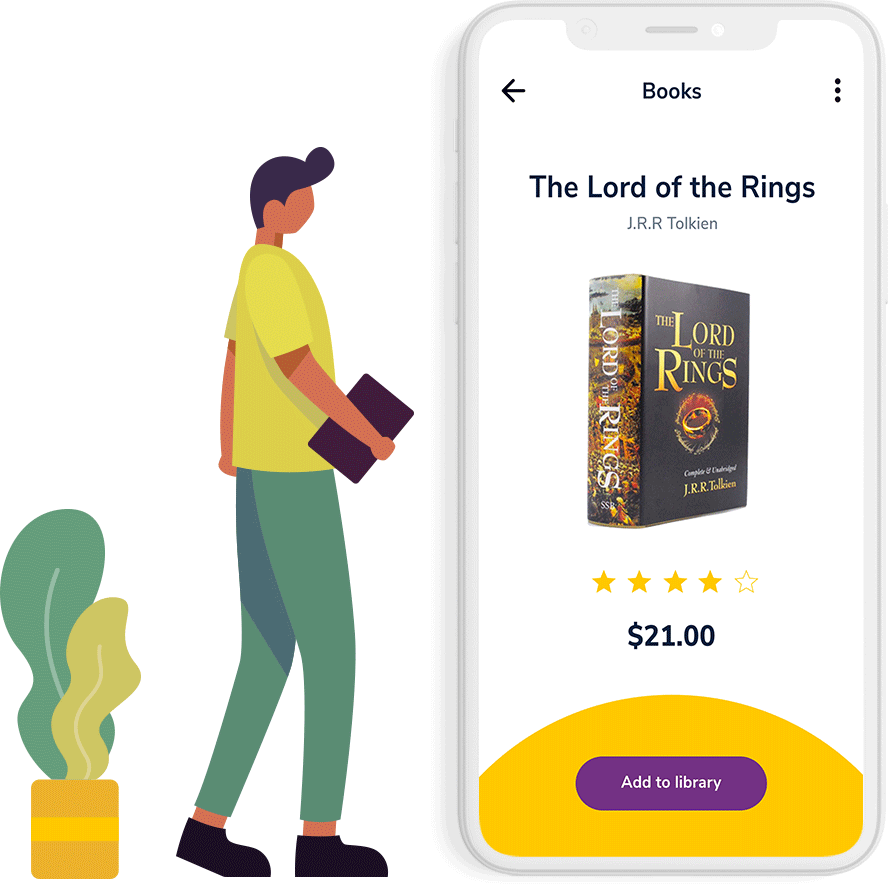 Books
The Lord of the Rings
J.R.R Tolkien
THE LORD OF THE RINGS
THE
LORD
OF THE
RINGS
Complete & Unabridged
J.R.R.Tolkien
$21.00
Add to library